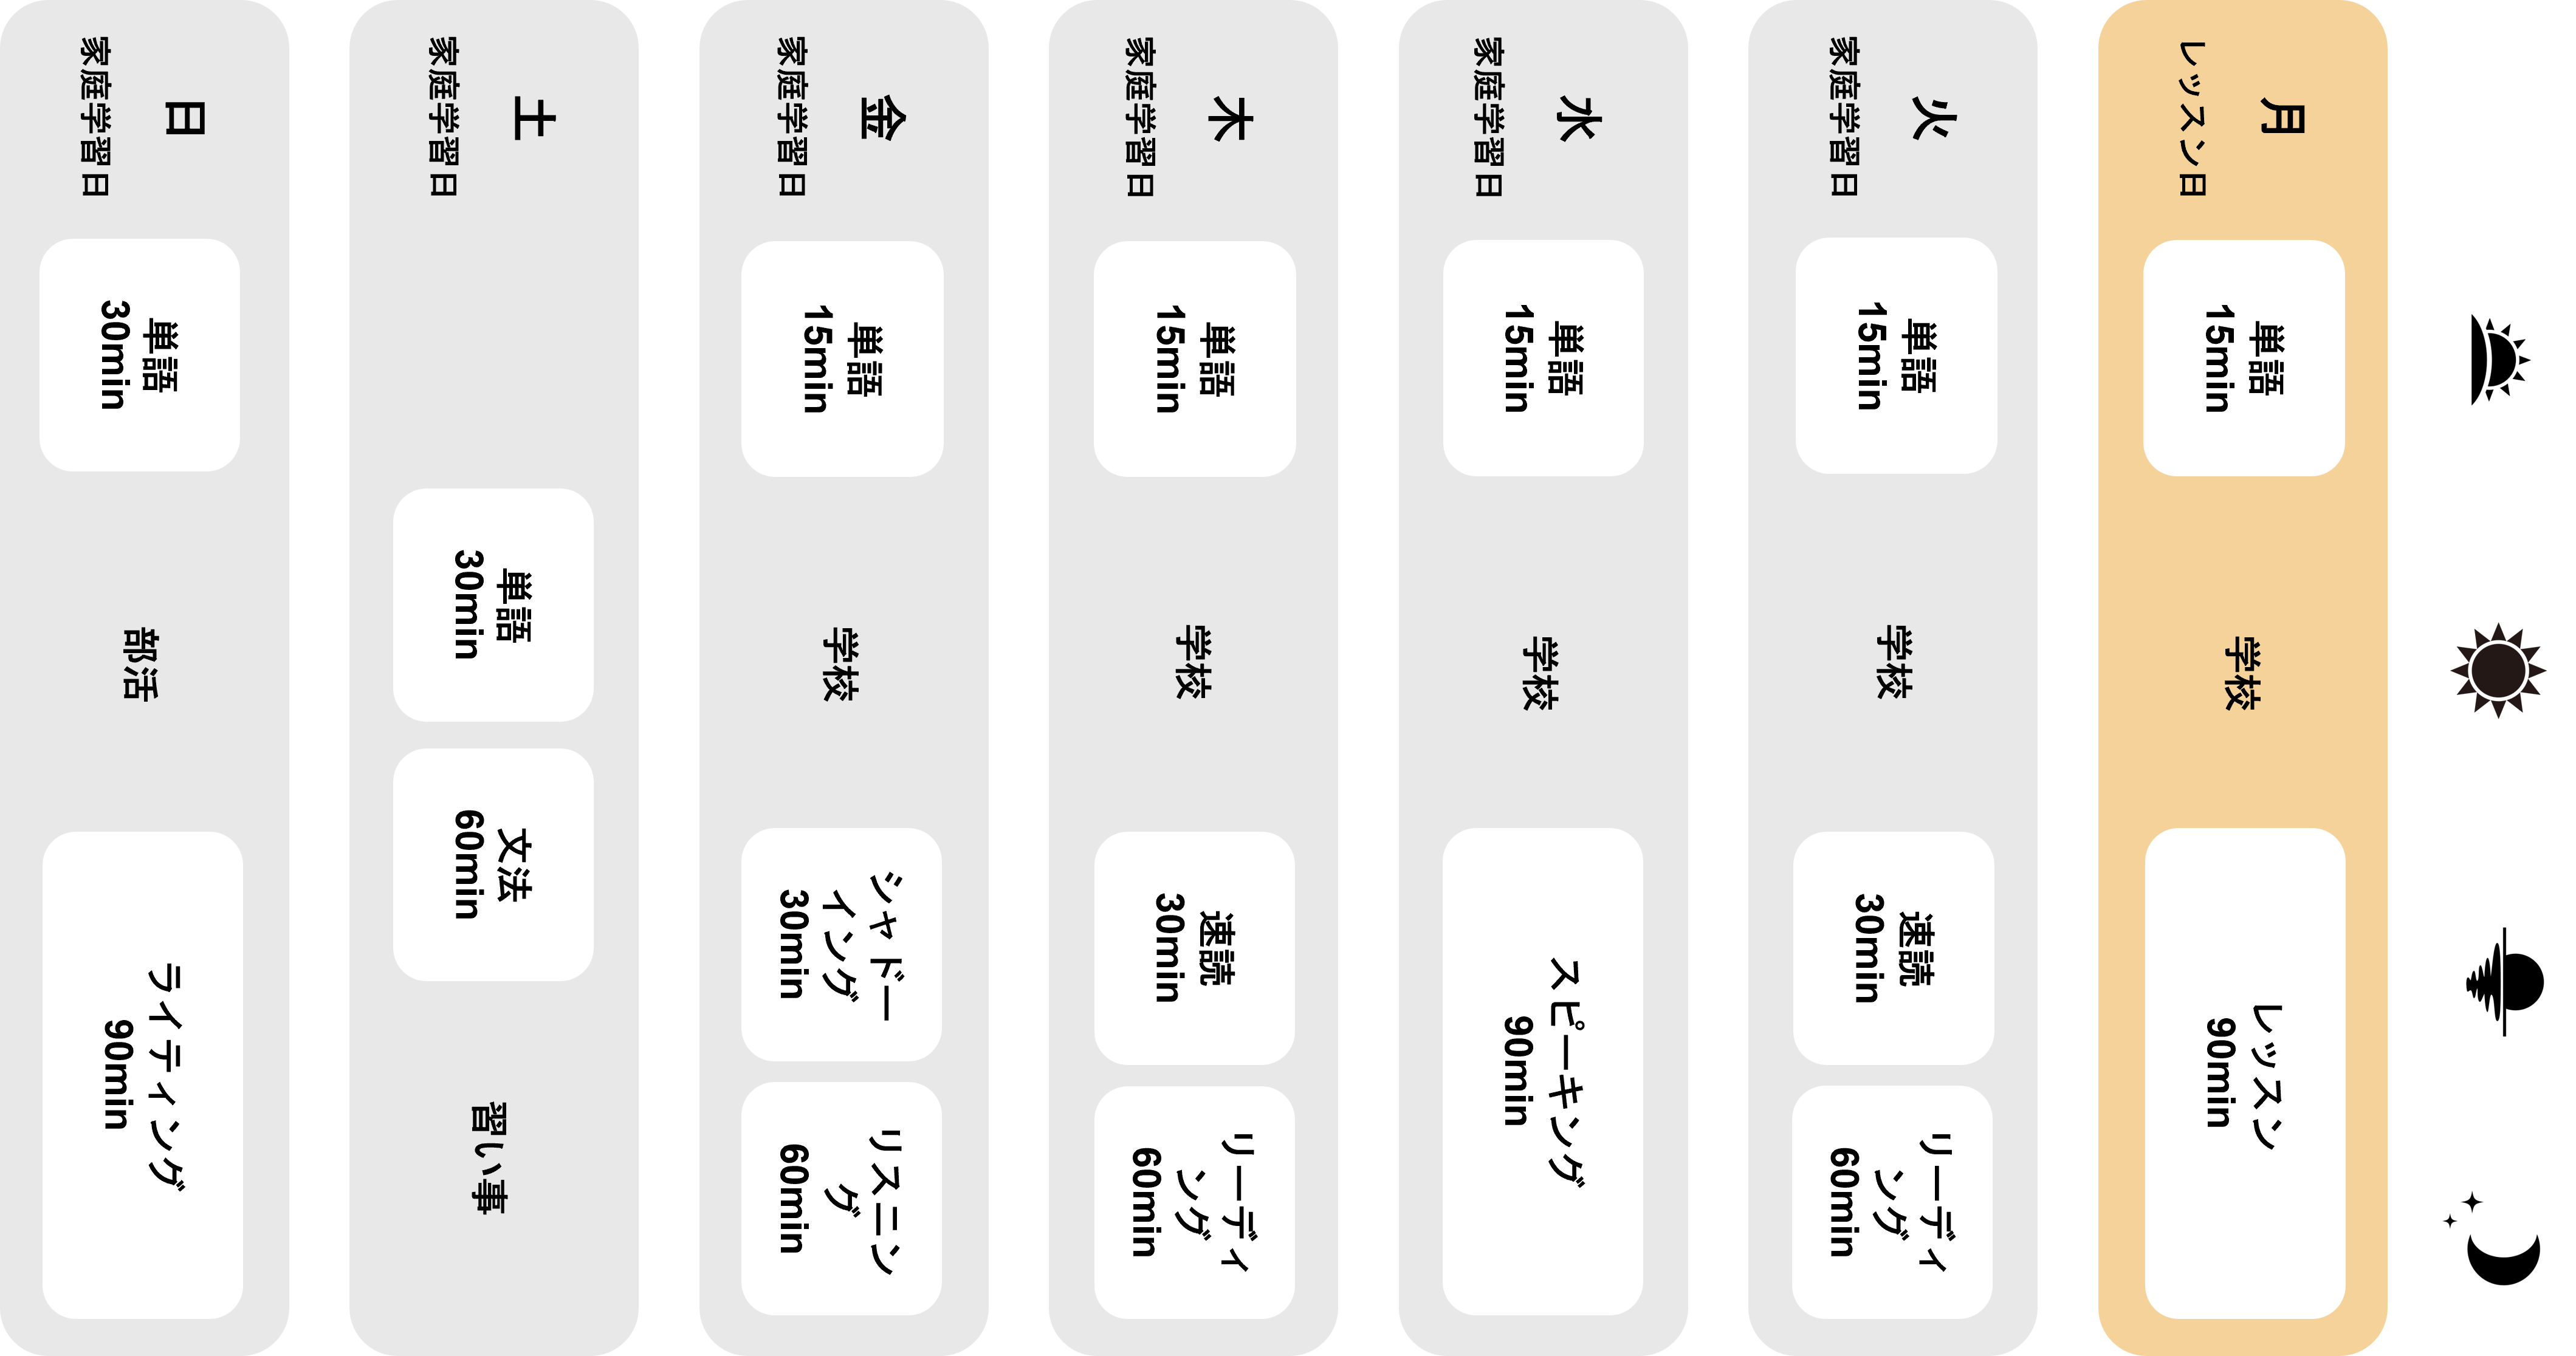 月
レッスン日
単語
15min
学校
レッスン
90min
火
家庭学習日
単語
15min
学校
速読
30min
リーディ
ング
60min
水
家庭学習日
単語
15min
学校
スピーキング
90min
木
家庭学習日
単語
15min
学校
速読
30min
リーディ
ング
60min
金
家庭学習日
単語
15min
学校
シャドー
イング
30min
リスニン
グ
60min
土
家庭学習日
単語
30min
文法
60min
習い事
日
家庭学習日
単語
30min
部活
ライティング
90min